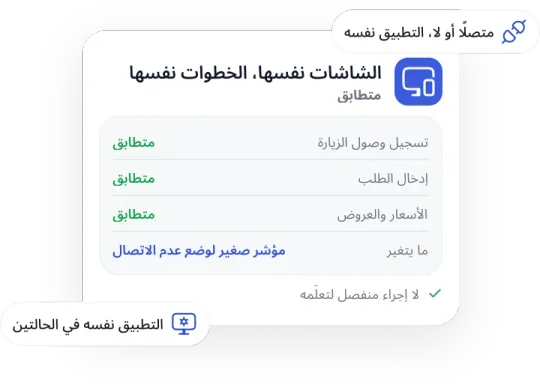 متصلًا أو لا، التطبيق نفسه
الشاشات نفسها، الخطوات نفسها
متطابق
تسجيل وصول الزيارة متطابق
إدخال الطلب متطابق
الأسعار والعروض متطابق
ما يتغير مؤشر صغير لوضع عدم الاتصال
لا إجراء منفصل لتعلّمه
التطبيق نفسه في الحالتين